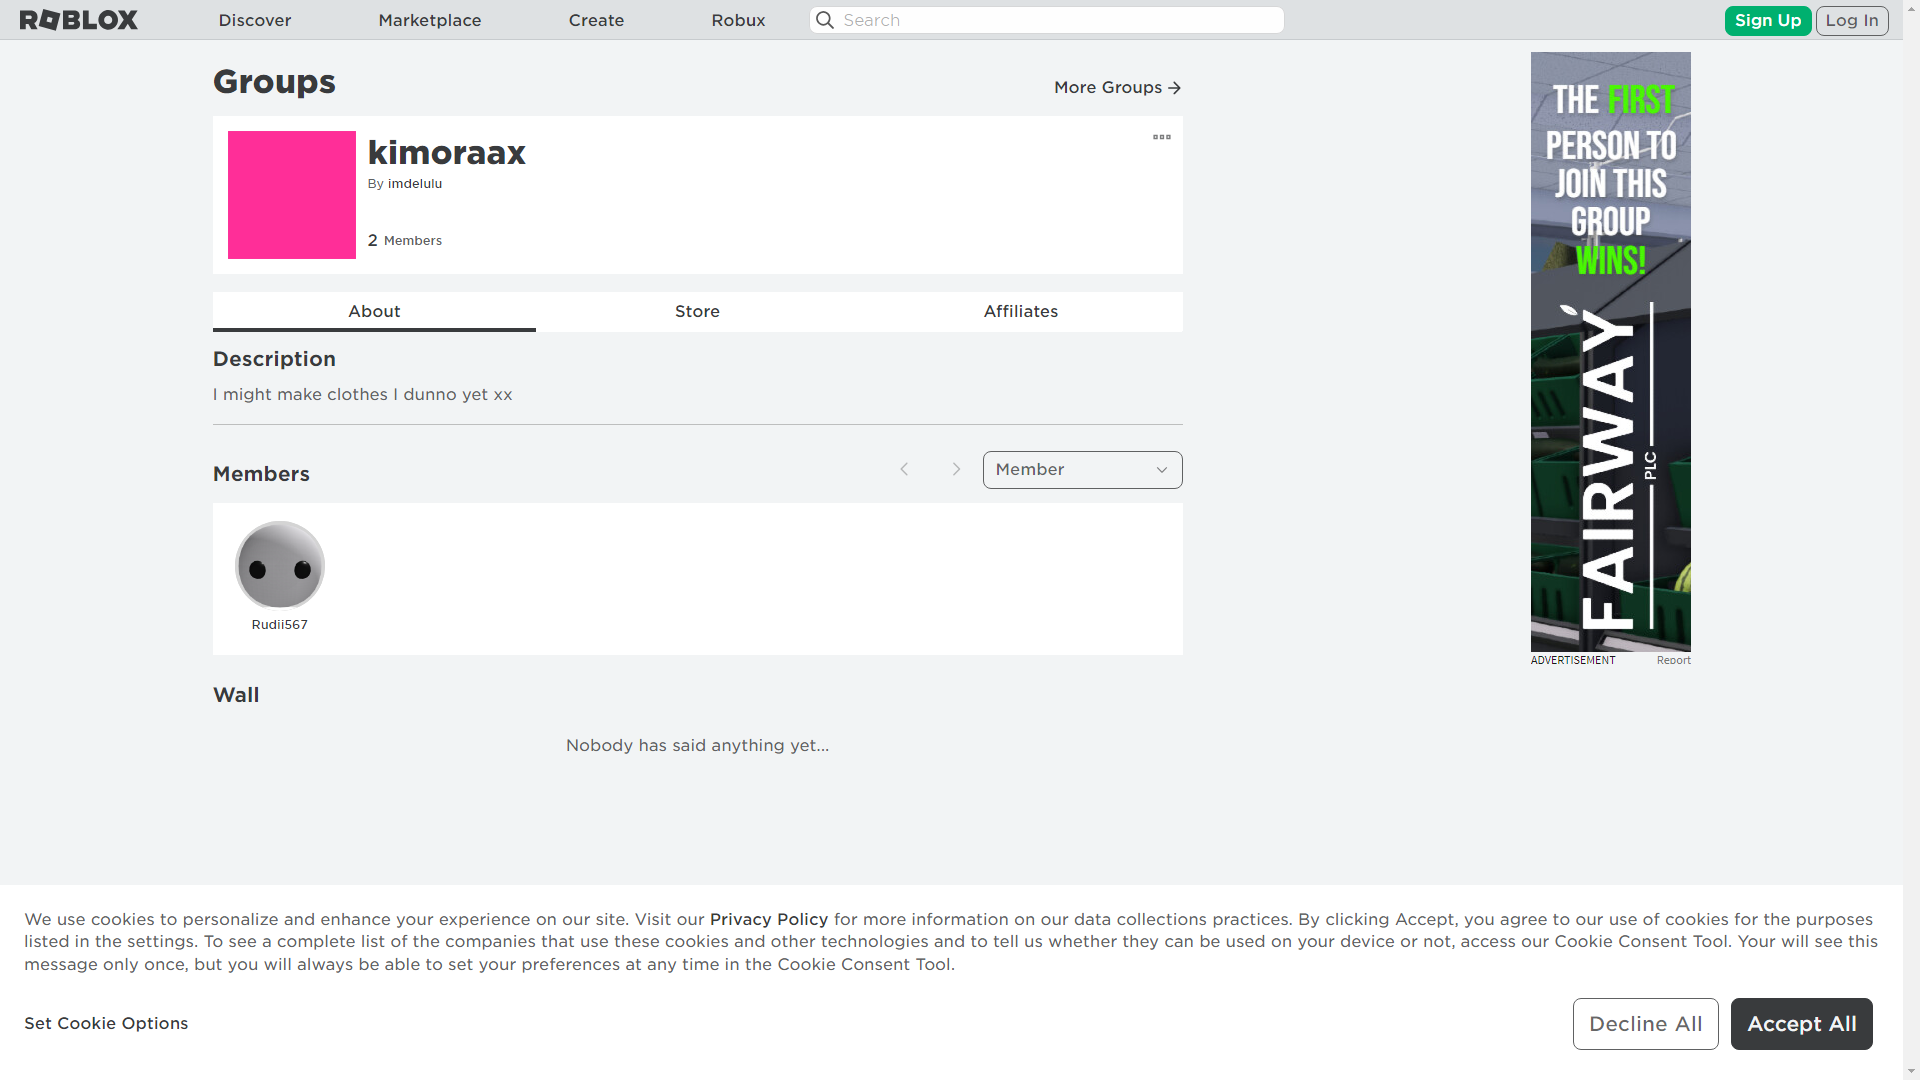 ROBLOX
Discover
Marketplace
Create
Robux
Search
Sign Up
Log In
Groups
More Groups
kimoraax
By imdelulu
2 Members
About
Store
Affiliates
Description
I might make clothes I dunno yet xx
Members
Member
Rudii567
Wall
Nobody has said anything yet...
THE FIRST
PERSON TO
JOIN THIS
GROUP
WINS!
FAIRWAY
PLC
ADVERTISEMENT
Report
We use cookies to personalize and enhance your experience on our site. Visit our Privacy Policy for more information on our data collections practices. By clicking Accept, you agree to our use of cookies for the purposes
listed in the settings. To see a complete list of the companies that use these cookies and other technologies and to tell us whether they can be used on your device or not, access our Cookie Consent Tool. Your will see this
message only once, but you will always be able to set your preferences at any time in the Cookie Consent Tool.
Set Cookie Options
Decline All
Accept All